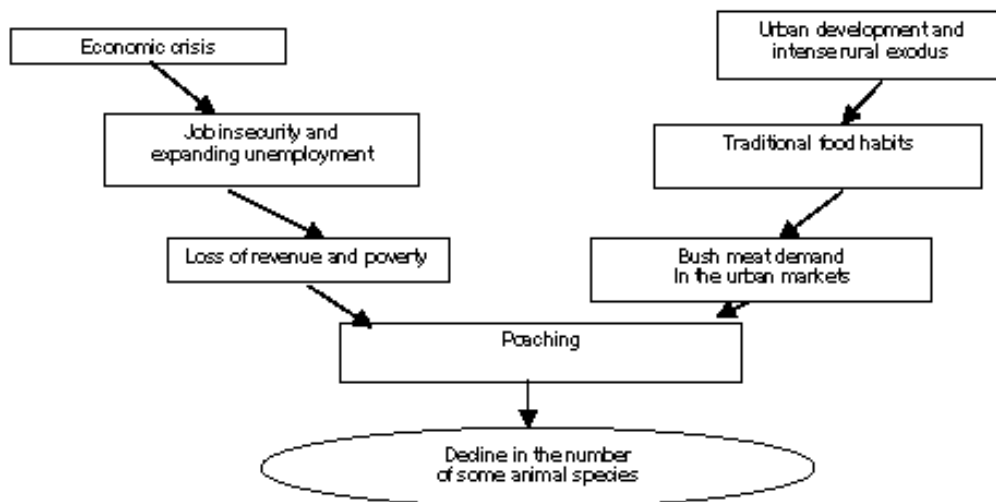 Economic crisis
Urban development and
intense rural exodus
Job insecurity and
expanding unemployment
Traditional food habits
Loss of revenue and poverty
Bush meat demand
In the urban markets
Poaching
Decline in the number
of some animal species